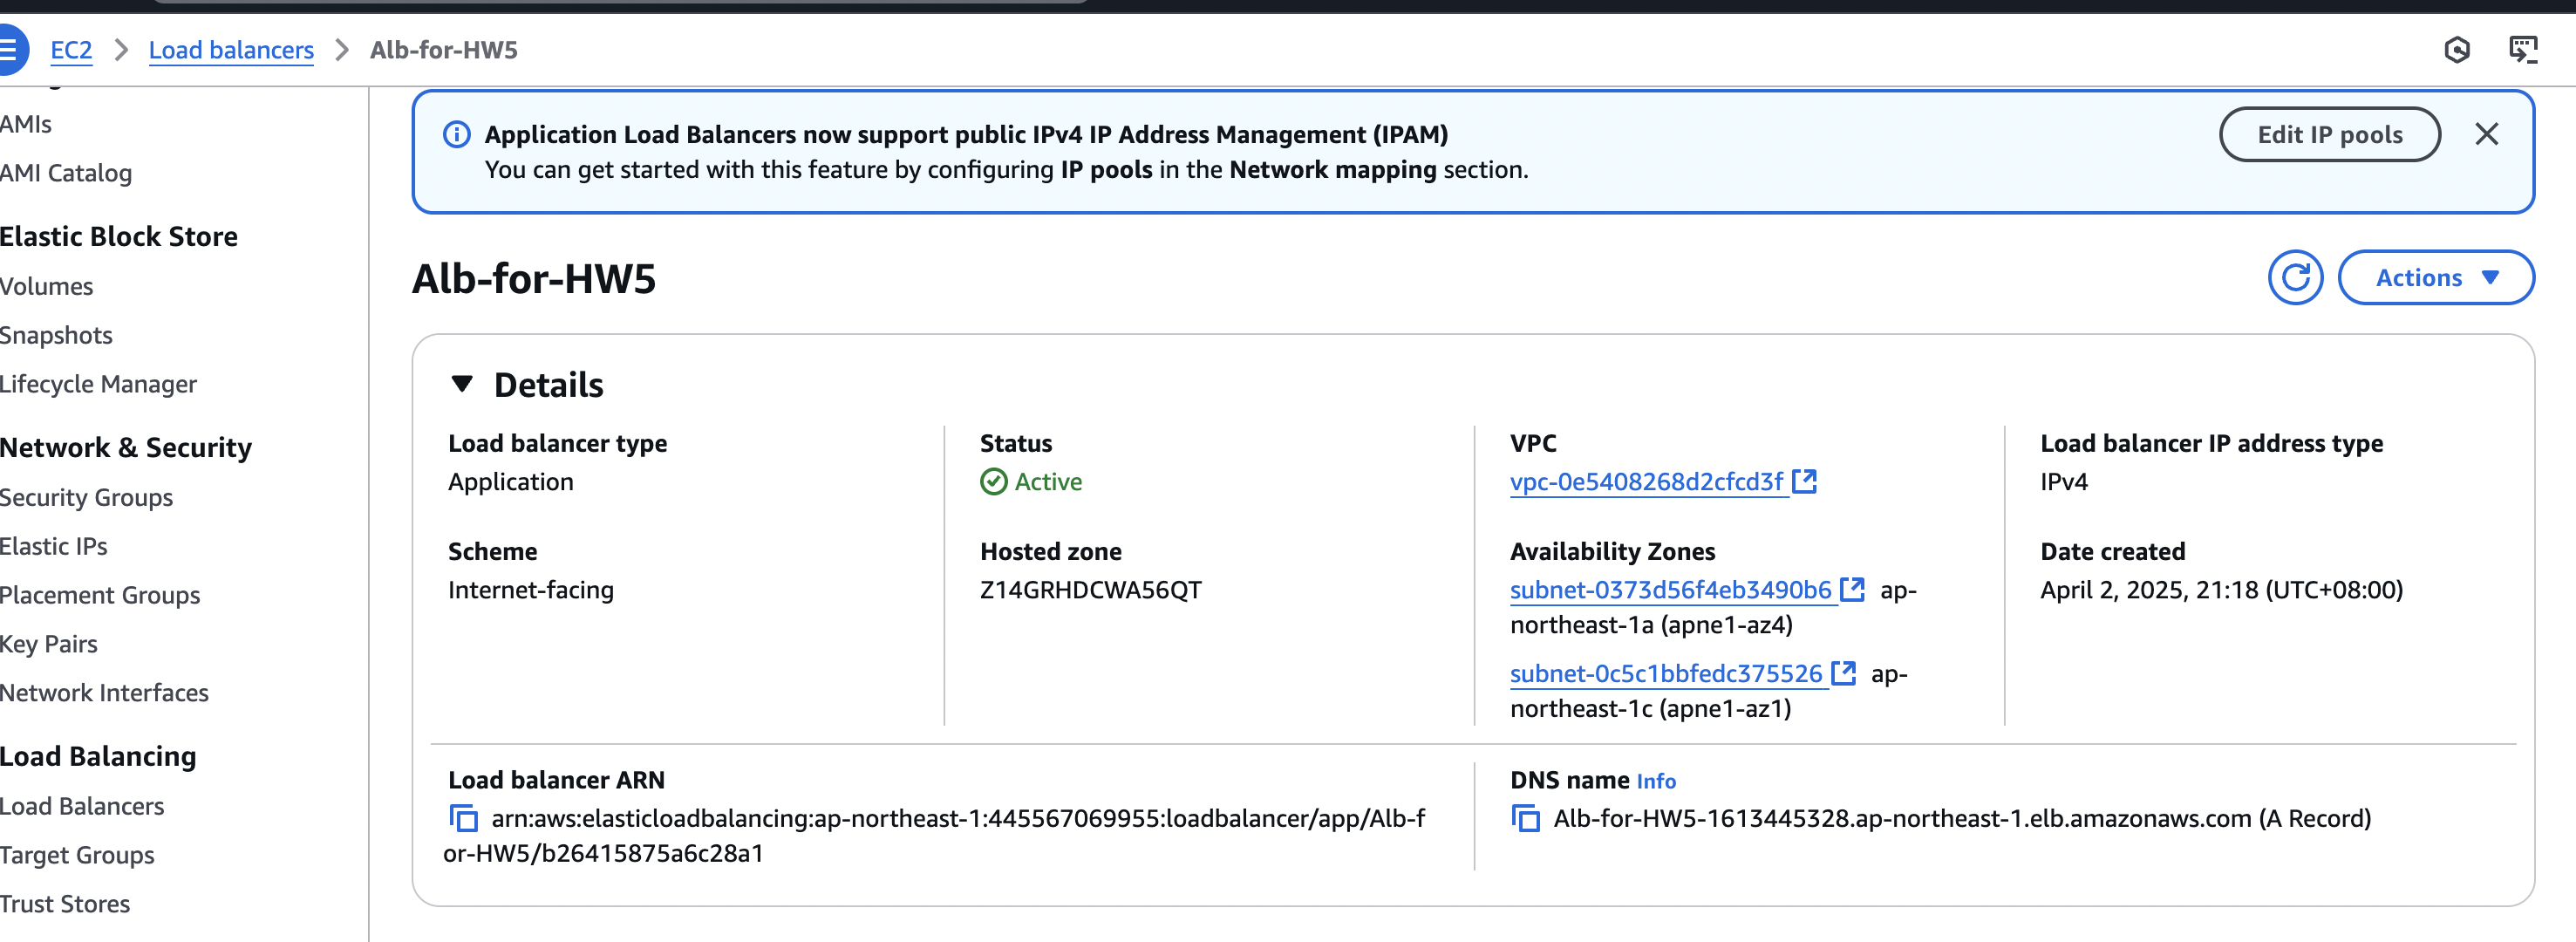 EC2 > Load balancers > Alb-for-HW5
AMIs
AMI Catalog
Elastic Block Store
Volumes
Snapshots
Lifecycle Manager
Network & Security
Security Groups
Elastic IPs
Placement Groups
Key Pairs
Network Interfaces
Load Balancing
Load Balancers
Target Groups
Trust Stores
Application Load Balancers now support public IPv4 IP Address Management (IPAM)
You can get started with this feature by configuring IP pools in the Network mapping section.
Edit IP pools
Alb-for-HW5
Actions
Details
Load balancer type
Application
Scheme
Internet-facing
Status
Active
Hosted zone
Z14GRHDCWA56QT
VPC
vpc-0e5408268d2cfcd3f
Availability Zones
subnet-0373d56f4eb3490b6 ap-
northeast-1a (apne1-az4)
subnet-0c5c1bbfedc375526 ap-
northeast-1c (apne1-az1)
Load balancer IP address type
IPv4
Date created
April 2, 2025, 21:18 (UTC+08:00)
Load balancer ARN
arn:aws:elasticloadbalancing:ap-northeast-1:445567069955:loadbalancer/app/Alb-f
or-HW5/b26415875a6c28a1
DNS name Info
Alb-for-HW5-1613445328.ap-northeast-1.elb.amazonaws.com (A Record)